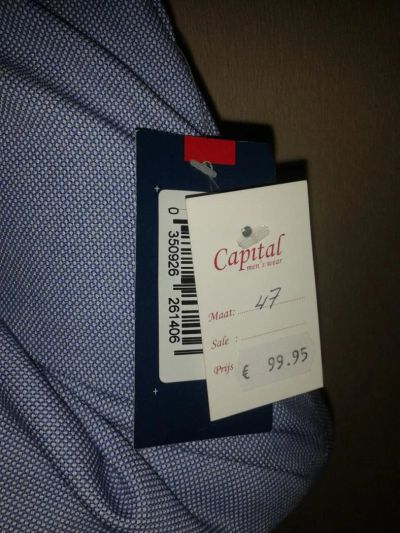 Capital
men's wear
Maat: 47
Sale :
Prijs € 99.95
0 350926 261406